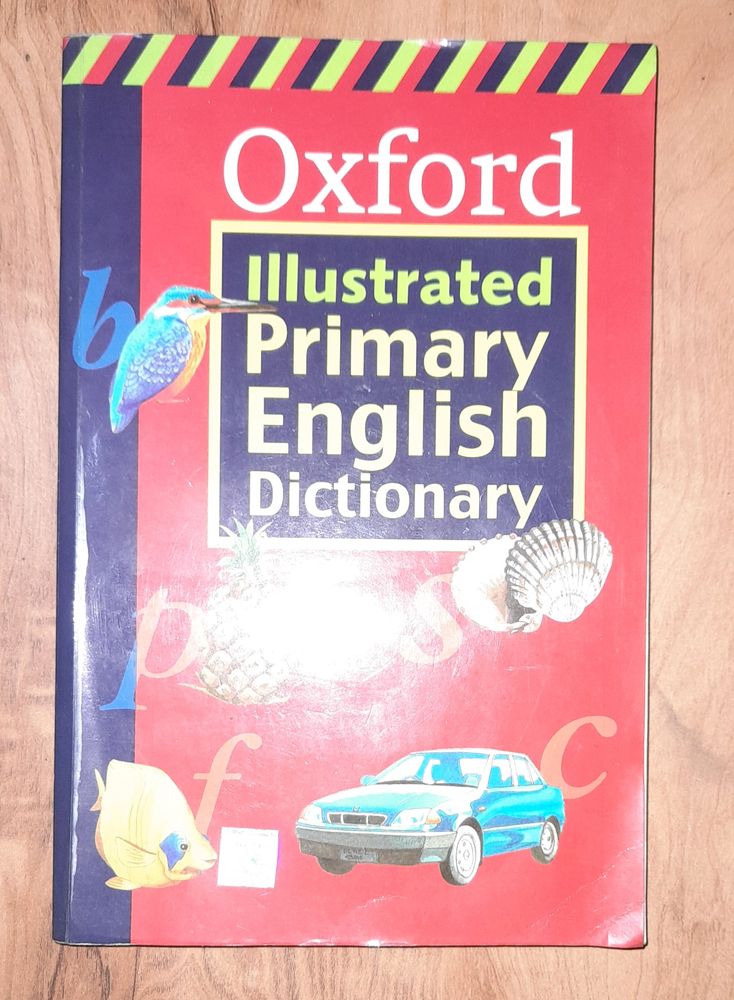 Oxford
Illustrated
Primary
English
Dictionary
b
p
s
f
c